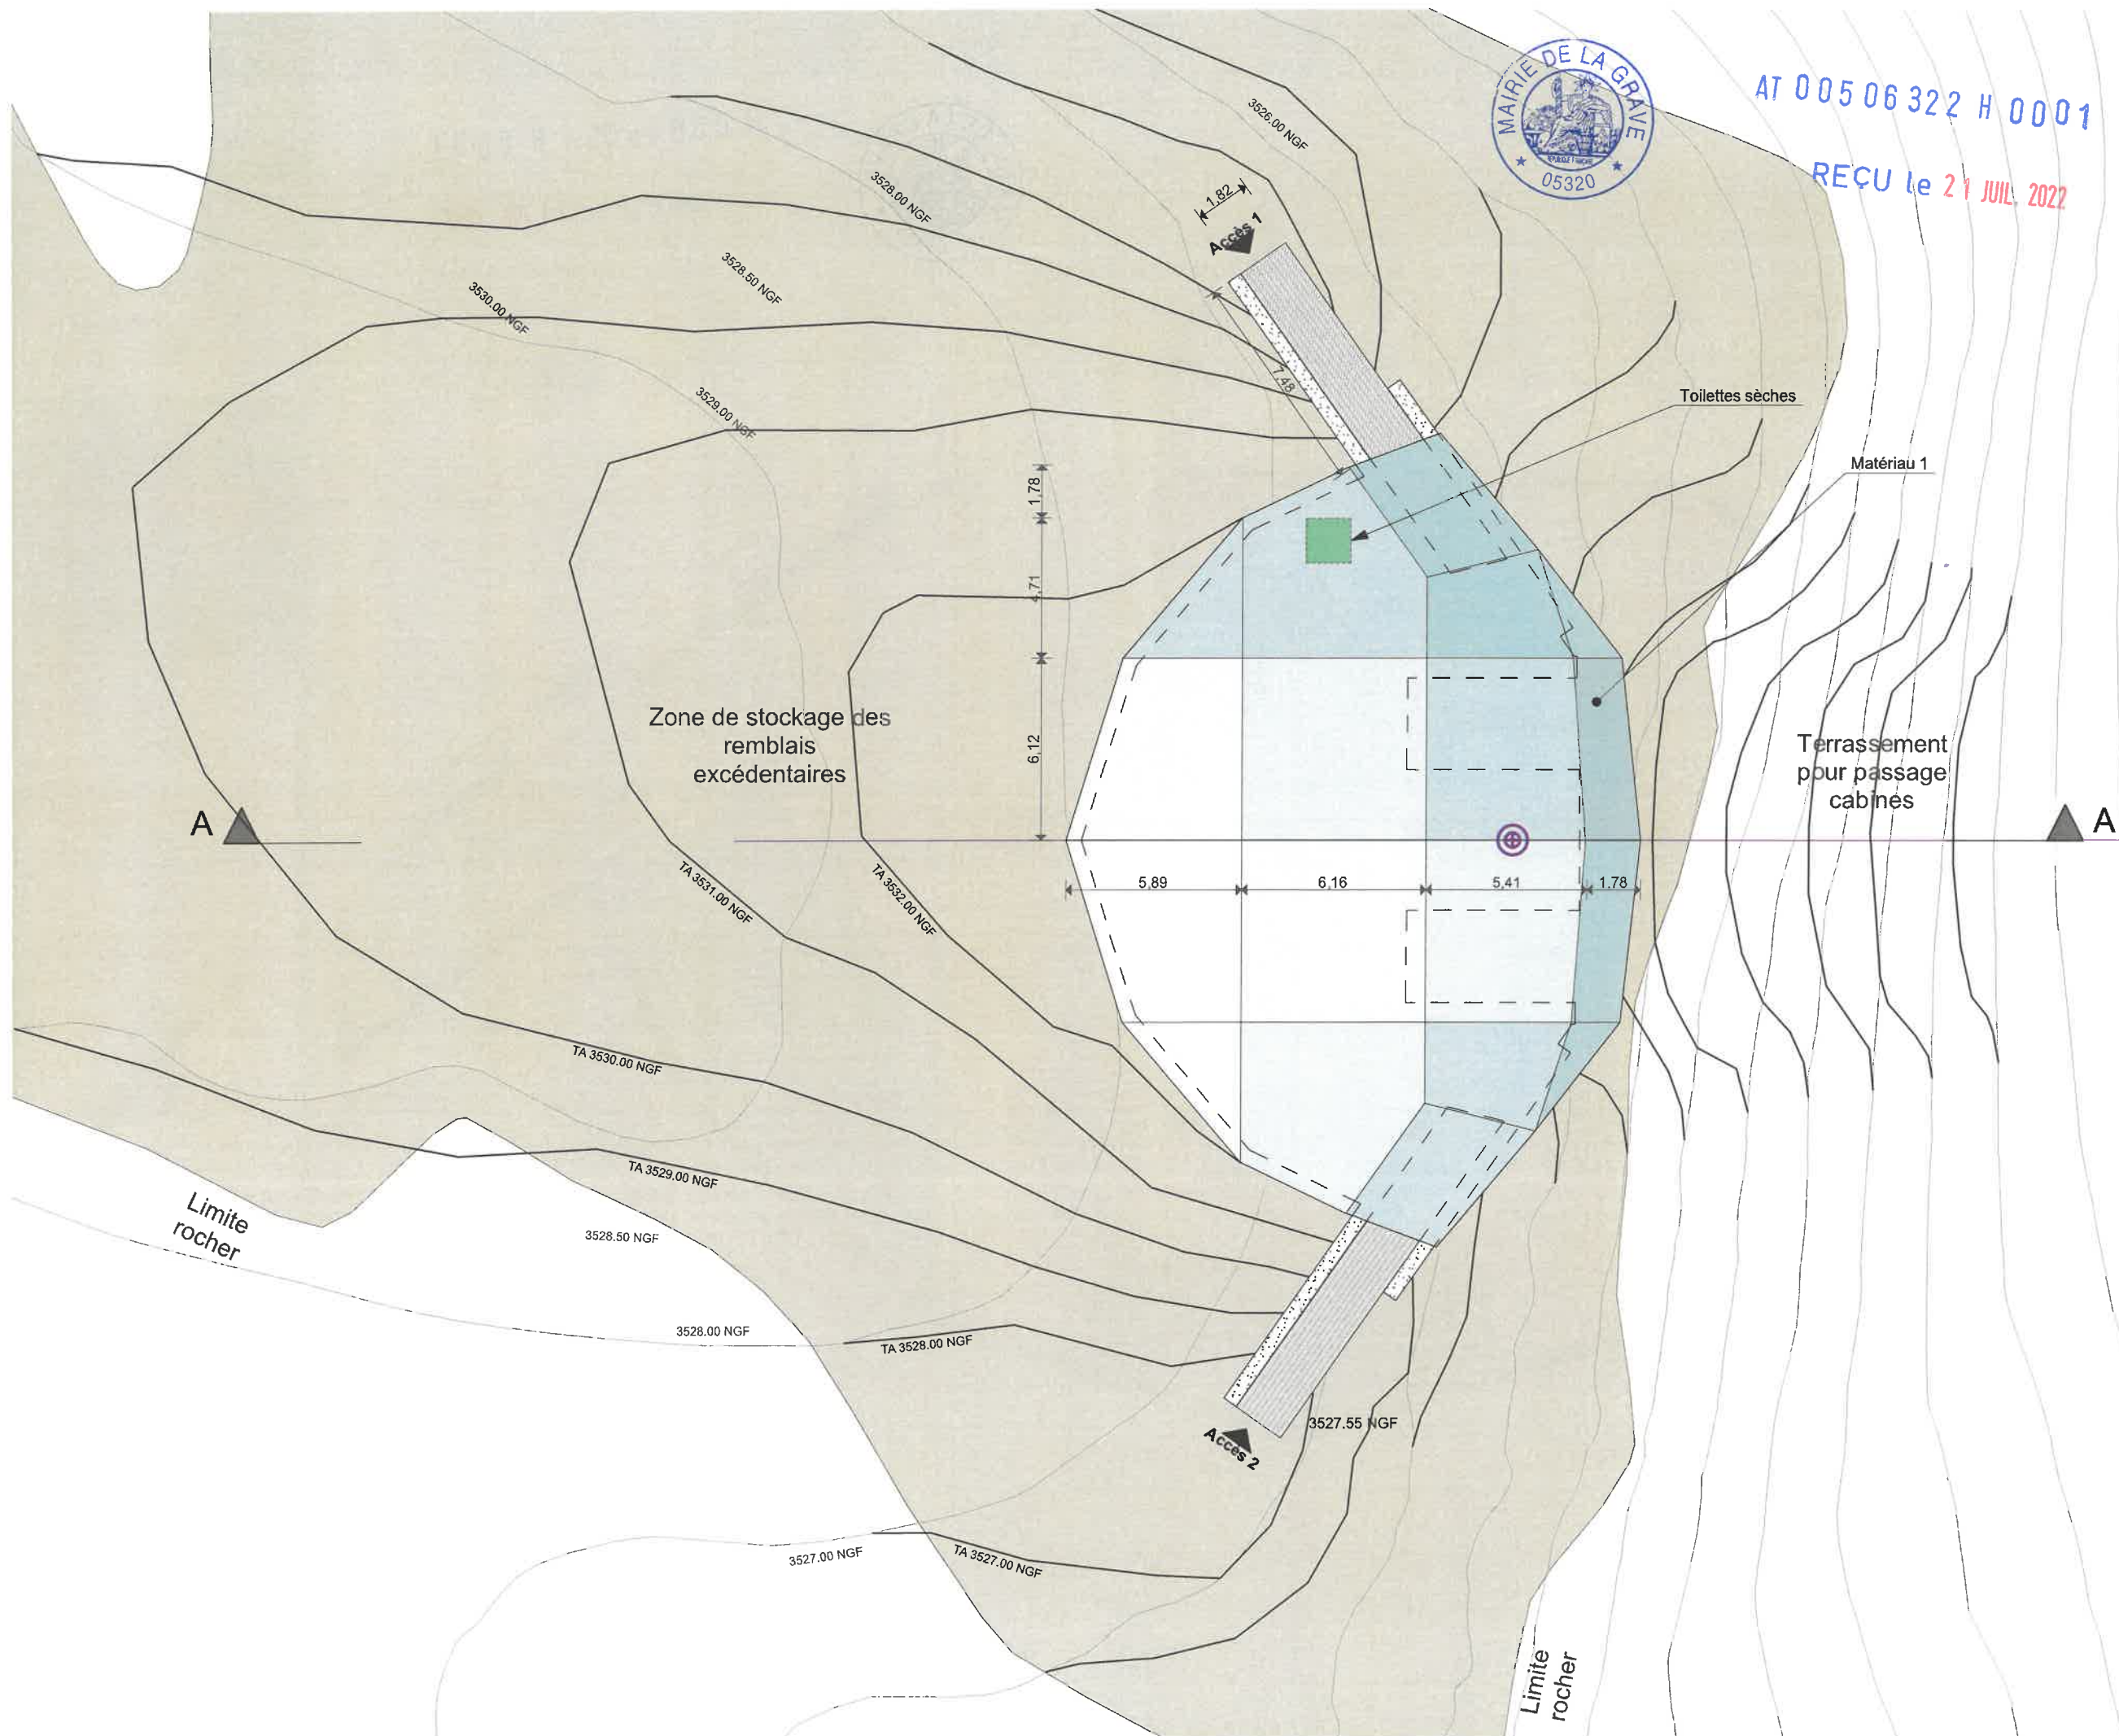 MAIRIE DE LA GRAVE
RÉPUBLIQUE FRANÇAISE
05320
AT 005 063 22 H 0001
REÇU le 21 JUIL. 2022
3526.00 NGF
3528.00 NGF
1,82
Accès 1
3528.50 NGF
3530.00 NGF
7,48
3529.00 NGF
Toilettes sèches
Matériau 1
1,78
4,71
6,12
Zone de stockage des
remblais
excédentaires
Terrassement
pour passage
cabines
A
A
5,89
6,16
5,41
1.78
TA 3531.00 NGF
TA 3532.00 NGF
TA 3530.00 NGF
TA 3529.00 NGF
Limite
rocher
3528.50 NGF
3528.00 NGF
TA 3528.00 NGF
3527.55 NGF
Accès 2
3527.00 NGF
TA 3527.00 NGF
Limite
rocher